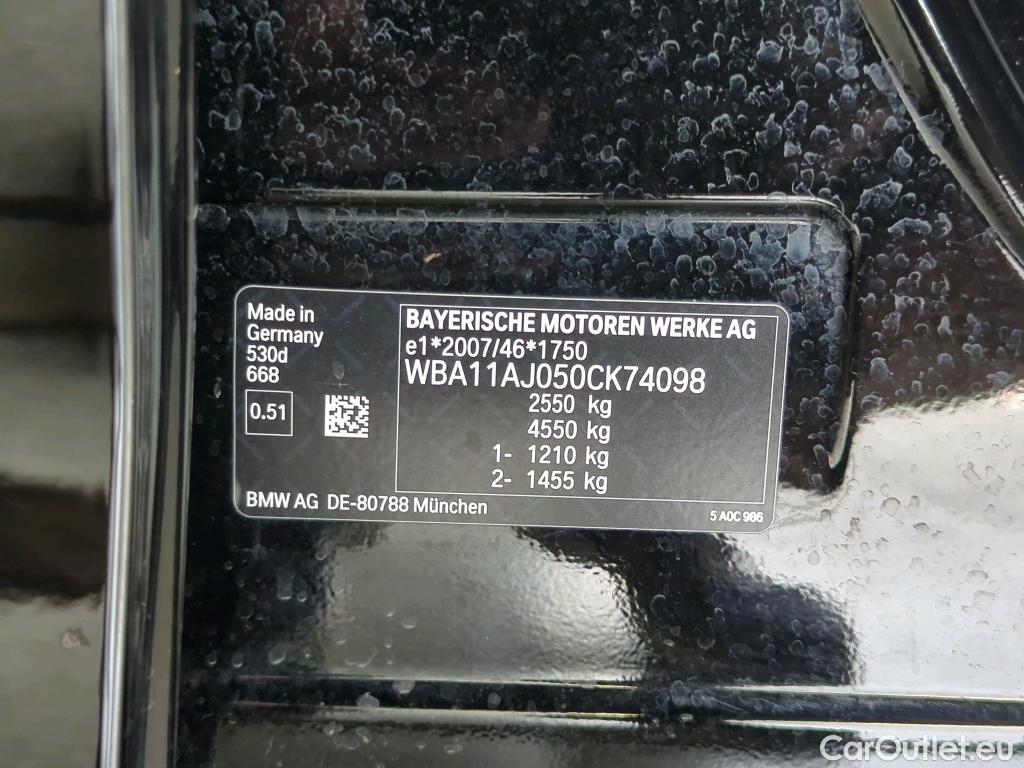 Made in
Germany
530d
668
0.51
BAYERISCHE MOTOREN WERKE AG
e1*2007/46*1750
WBA11AJ050CK74098
2550 kg
4550 kg
1- 1210 kg
2- 1455 kg
BMW AG DE-80788 München
5 A0C 986
CarOutlet.eu